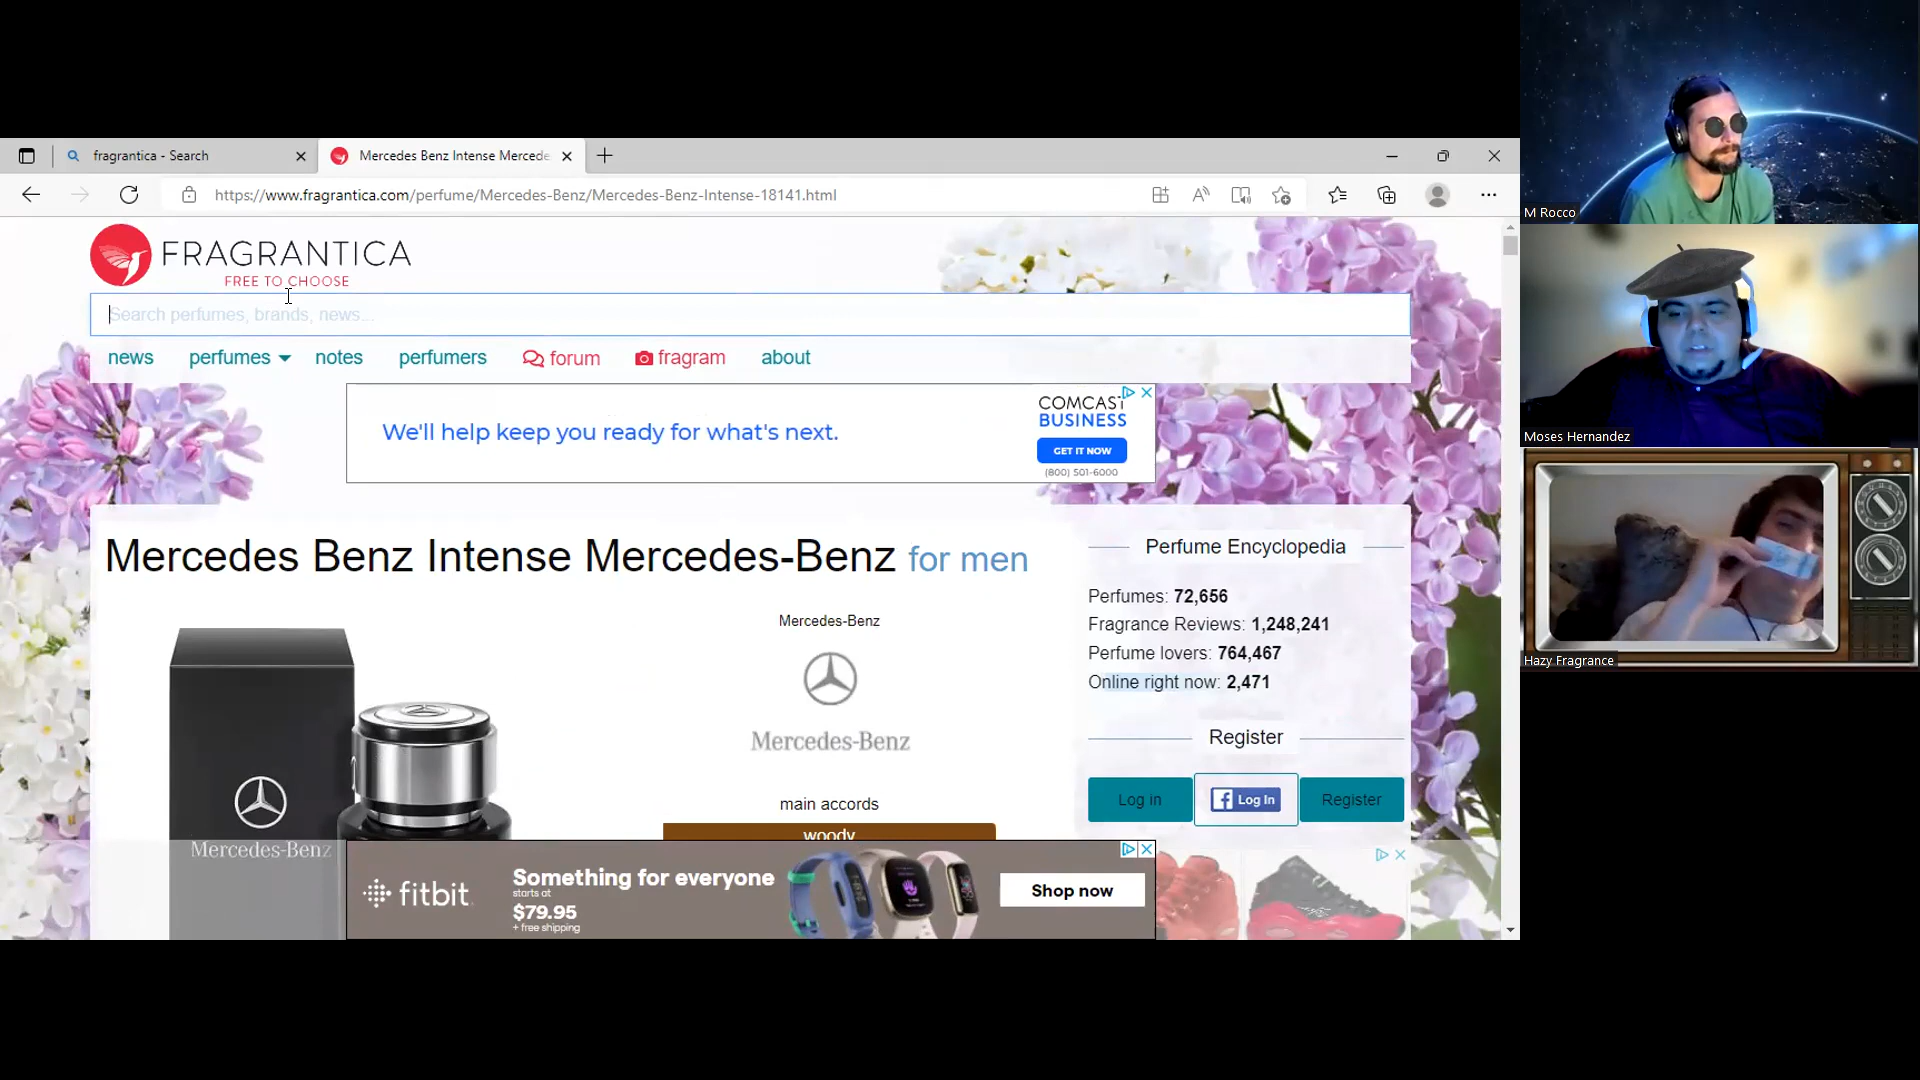 fragrantica - Search
Mercedes Benz Intense Mercede
https://www.fragrantica.com/perfume/Mercedes-Benz/Mercedes-Benz-Intense-18141.html
FRAGRANTICA
FREE TO CHOOSE
Search perfumes, brands, news...
news perfumes notes perfumers forum fragram about
We'll help keep you ready for what's next.
COMCAST
BUSINESS
GET IT NOW
(800) 501-6000
Mercedes Benz Intense Mercedes-Benz for men
Mercedes-Benz
Mercedes-Benz
main accords
woody
Mercedes-Benz
Perfume Encyclopedia
Perfumes: 72,656
Fragrance Reviews: 1,248,241
Perfume lovers: 764,467
Online right now: 2,471
Register
Log in
Log In
Register
fitbit
Something for everyone
starts at
$79.95
+ free shipping
Shop now
M Rocco
Moses Hernandez
Hazy Fragrance